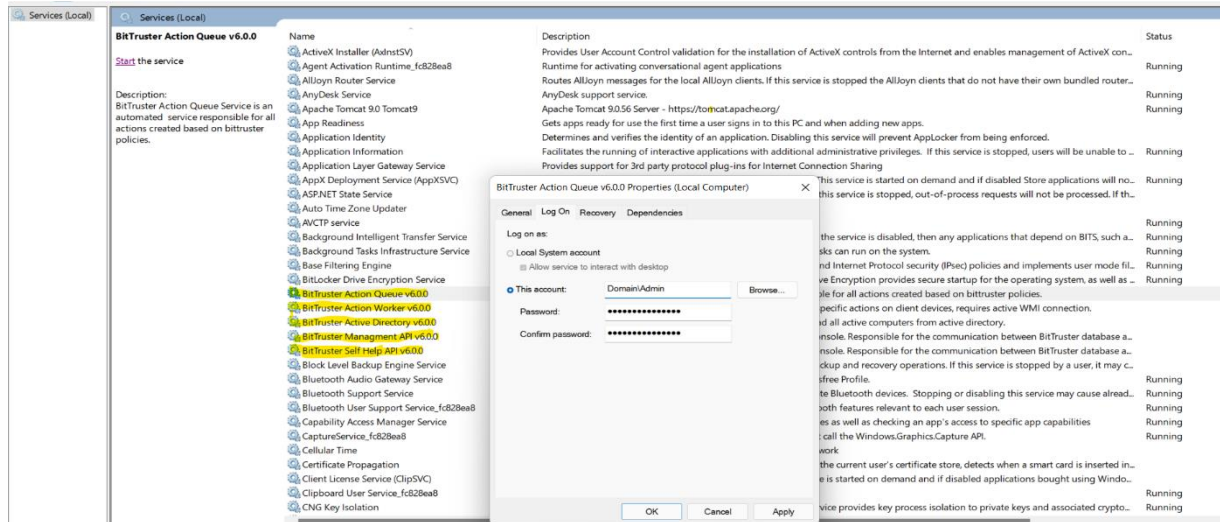 Services (Local)
Services (Local)
BitTruster Action Queue v6.0.0
Start the service
Description:
BitTruster Action Queue Service is an
automated service responsible for all
actions created based on bittruster
policies.
Name Description Status
ActiveX Installer (AxInstSV) Provides User Account Control validation for the installation of ActiveX controls from the Internet and enables management of ActiveX con...
Agent Activation Runtime_fc828ea8 Runtime for activating conversational agent applications Running
AllJoyn Router Service Routes AllJoyn messages for the local AllJoyn clients. If this service is stopped the AllJoyn clients that do not have their own bundled router...
AnyDesk Service AnyDesk support service. Running
Apache Tomcat 9.0 Tomcat9 Apache Tomcat 9.0.56 Server - https://tomcat.apache.org/ Running
App Readiness Gets apps ready for use the first time a user signs in to this PC and when adding new apps.
Application Identity Determines and verifies the identity of an application. Disabling this service will prevent AppLocker from being enforced.
Application Information Facilitates the running of interactive applications with additional administrative privileges. If this service is stopped, users will be unable to ... Running
Application Layer Gateway Service Provides support for 3rd party protocol plug-ins for Internet Connection Sharing
AppX Deployment Service (AppXSVC) This service is started on demand and if disabled Store applications will no... Running
ASP.NET State Service this service is stopped, out-of-process requests will not be processed. If th...
Auto Time Zone Updater
AVCTP service Running
Background Intelligent Transfer Service the service is disabled, then any applications that depend on BITS, such a... Running
Background Tasks Infrastructure Service sks can run on the system. Running
Base Filtering Engine nd Internet Protocol security (IPsec) policies and implements user mode fil... Running
BitLocker Drive Encryption Service ve Encryption provides secure startup for the operating system, as well as ... Running
BitTruster Action Queue v6.0.0 ble for all actions created based on bittruster policies.
BitTruster Action Worker v6.0.0 pecific actions on client devices, requires active WMI connection.
BitTruster Active Directory v6.0.0 d all active computers from active directory.
BitTruster Managment API v6.0.0 nsole. Responsible for the communication between BitTruster database a...
BitTruster Self Help API v6.0.0 nsole. Responsible for the communication between BitTruster database a...
Block Level Backup Engine Service ckup and recovery operations. If this service is stopped by a user, it may c...
Bluetooth Audio Gateway Service sfree Profile. Running
Bluetooth Support Service te Bluetooth devices. Stopping or disabling this service may cause alread... Running
Bluetooth User Support Service_fc828ea8 ooth features relevant to each user session. Running
Capability Access Manager Service es as well as checking an app's access to specific app capabilities Running
CaptureService_fc828ea8 call the Windows.Graphics.Capture API. Running
Cellular Time work
Certificate Propagation the current user's certificate store, detects when a smart card is inserted in...
Client License Service (ClipSVC) e is started on demand and if disabled applications bought using Windo...
Clipboard User Service_fc828ea8 Running
CNG Key Isolation vice provides key process isolation to private keys and associated crypto... Running
BitTruster Action Queue v6.0.0 Properties (Local Computer)
General Log On Recovery Dependencies
Log on as:
Local System account
Allow service to interact with desktop
This account: Domain\Admin Browse...
Password: •••••••••••••••
Confirm password: •••••••••••••••
OK Cancel Apply